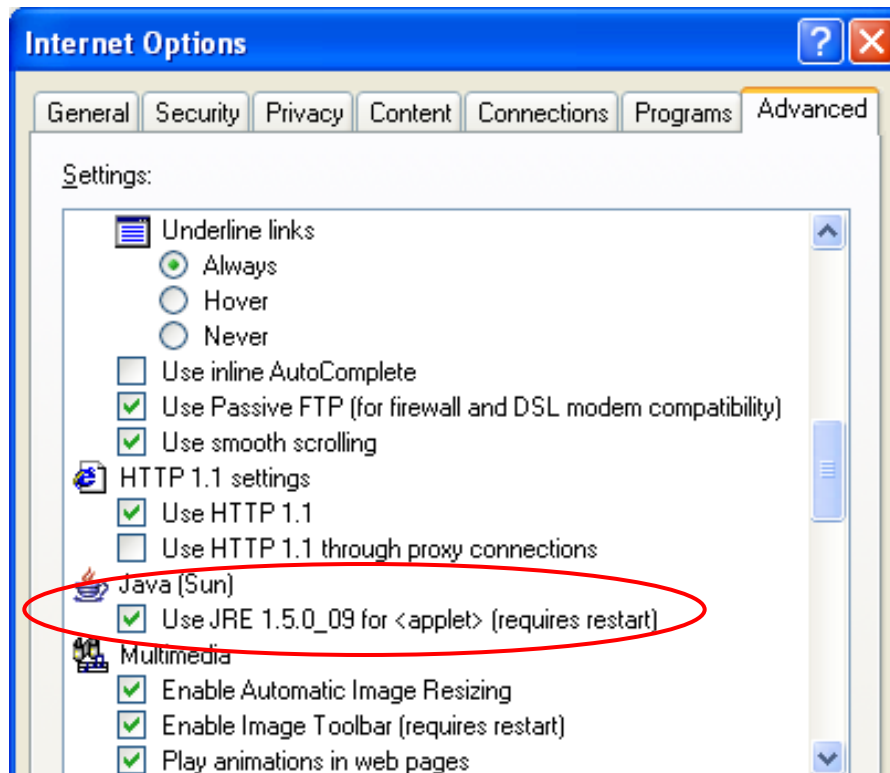 Internet Options
General Security Privacy Content Connections Programs Advanced
Settings:
Underline links
Always
Hover
Never
Use inline AutoComplete
Use Passive FTP (for firewall and DSL modem compatibility)
Use smooth scrolling
HTTP 1.1 settings
Use HTTP 1.1
Use HTTP 1.1 through proxy connections
Java (Sun)
Use JRE 1.5.0_09 for <applet> (requires restart)
Multimedia
Enable Automatic Image Resizing
Enable Image Toolbar (requires restart)
Play animations in web pages